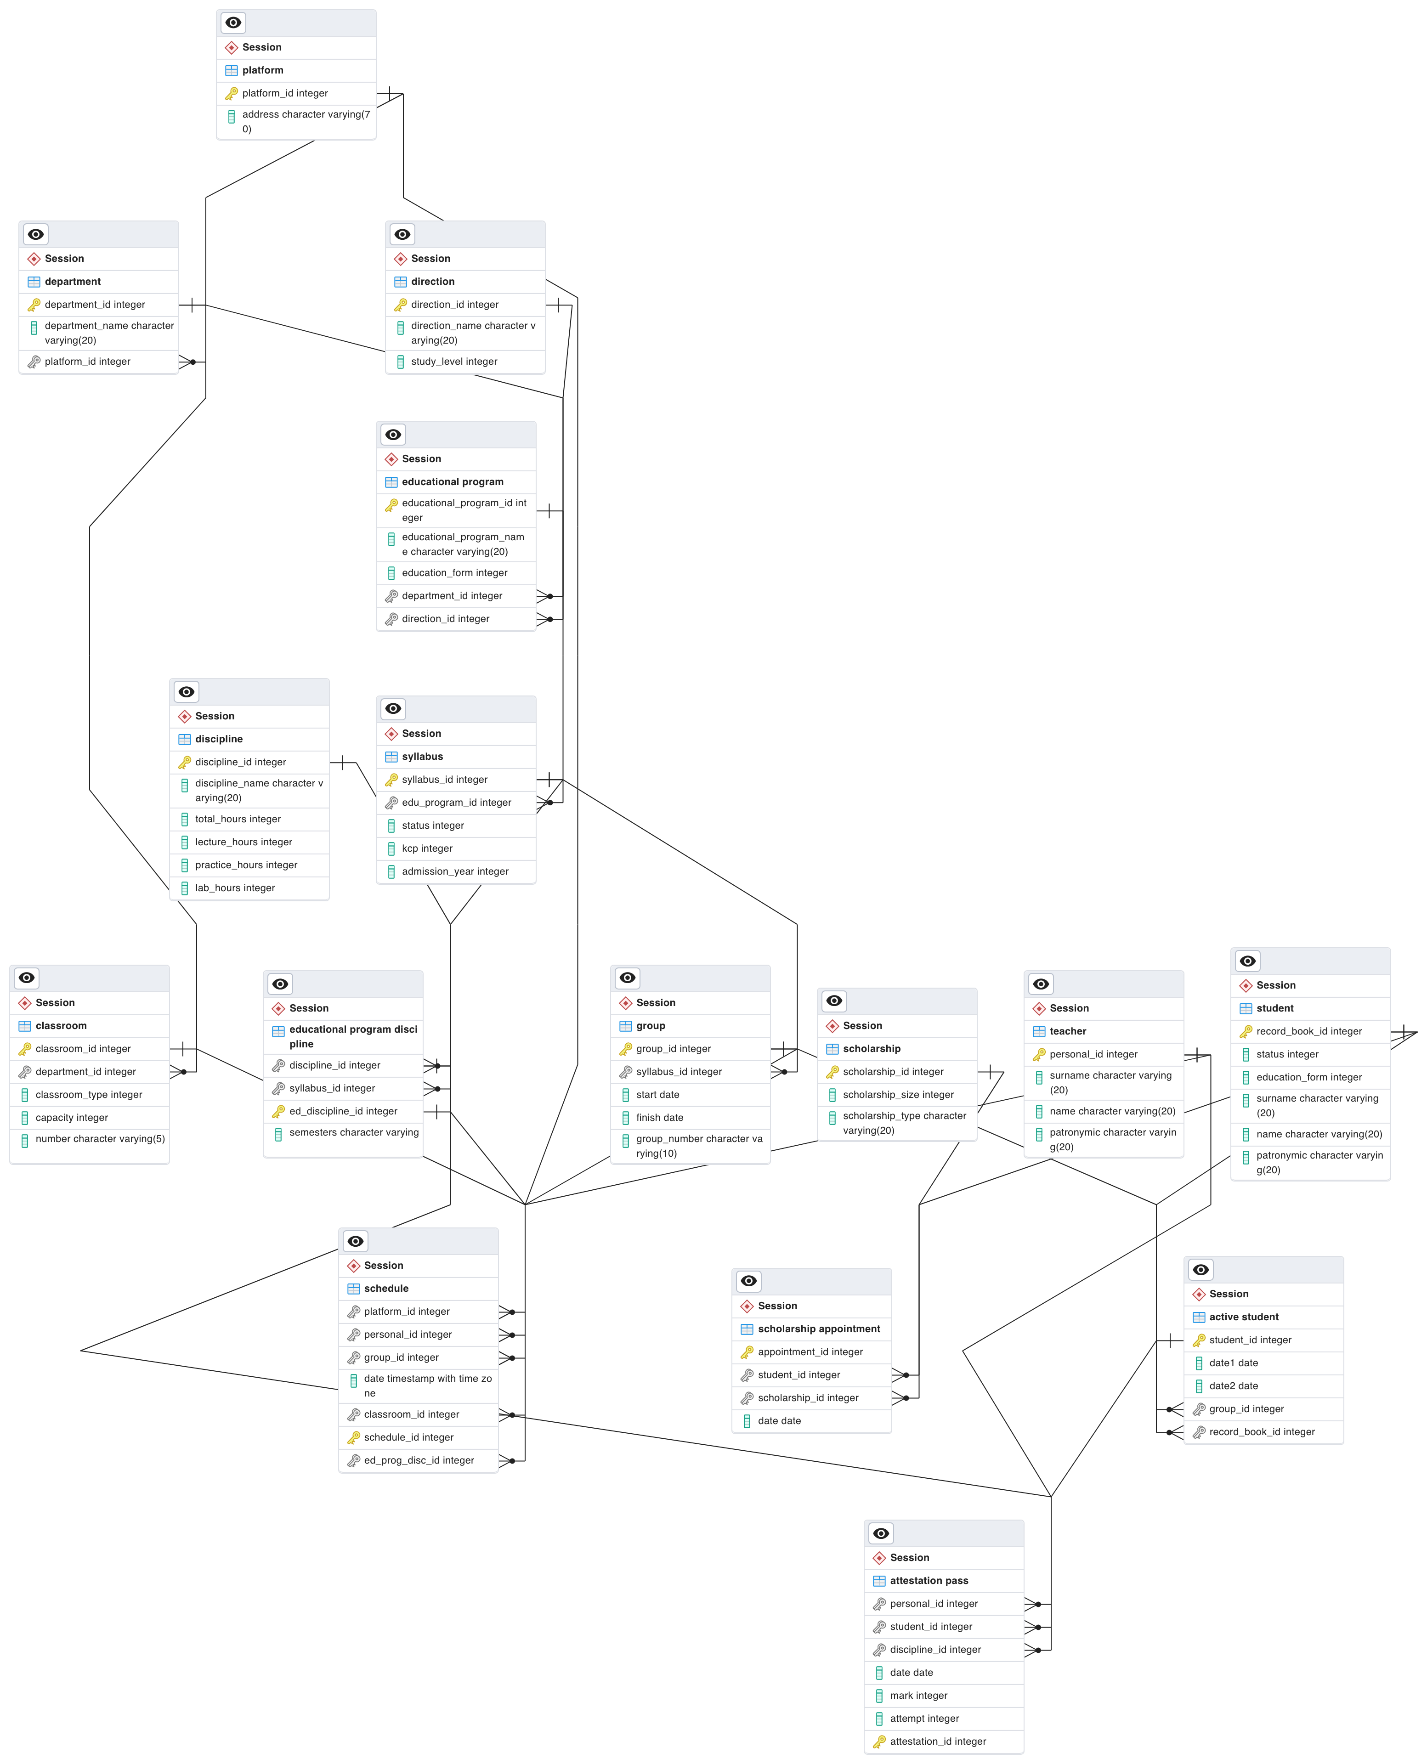 Session
platform
platform_id integer
address character varying(7
0)
Session
department
department_id integer
department_name character
varying(20)
platform_id integer
Session
direction
direction_id integer
direction_name character v
arying(20)
study_level integer
Session
educational program
educational_program_id int
eger
educational_program_nam
e character varying(20)
education_form integer
department_id integer
direction_id integer
Session
discipline
discipline_id integer
discipline_name character v
arying(20)
total_hours integer
lecture_hours integer
practice_hours integer
lab_hours integer
Session
syllabus
syllabus_id integer
edu_program_id integer
status integer
kcp integer
admission_year integer
Session
classroom
classroom_id integer
department_id integer
classroom_type integer
capacity integer
number character varying(5)
Session
educational program disci
pline
discipline_id integer
syllabus_id integer
ed_discipline_id integer
semesters character varying
Session
group
group_id integer
syllabus_id integer
start date
finish date
group_number character va
rying(10)
Session
scholarship
scholarship_id integer
scholarship_size integer
scholarship_type character
varying(20)
Session
teacher
personal_id integer
surname character varying
(20)
name character varying(20)
patronymic character varyin
g(20)
Session
student
record_book_id integer
status integer
education_form integer
surname character varying
(20)
name character varying(20)
patronymic character varyin
g(20)
Session
schedule
platform_id integer
personal_id integer
group_id integer
date timestamp with time zo
ne
classroom_id integer
schedule_id integer
ed_prog_disc_id integer
Session
scholarship appointment
appointment_id integer
student_id integer
scholarship_id integer
date date
Session
active student
student_id integer
date1 date
date2 date
group_id integer
record_book_id integer
Session
attestation pass
personal_id integer
student_id integer
discipline_id integer
date date
mark integer
attempt integer
attestation_id integer